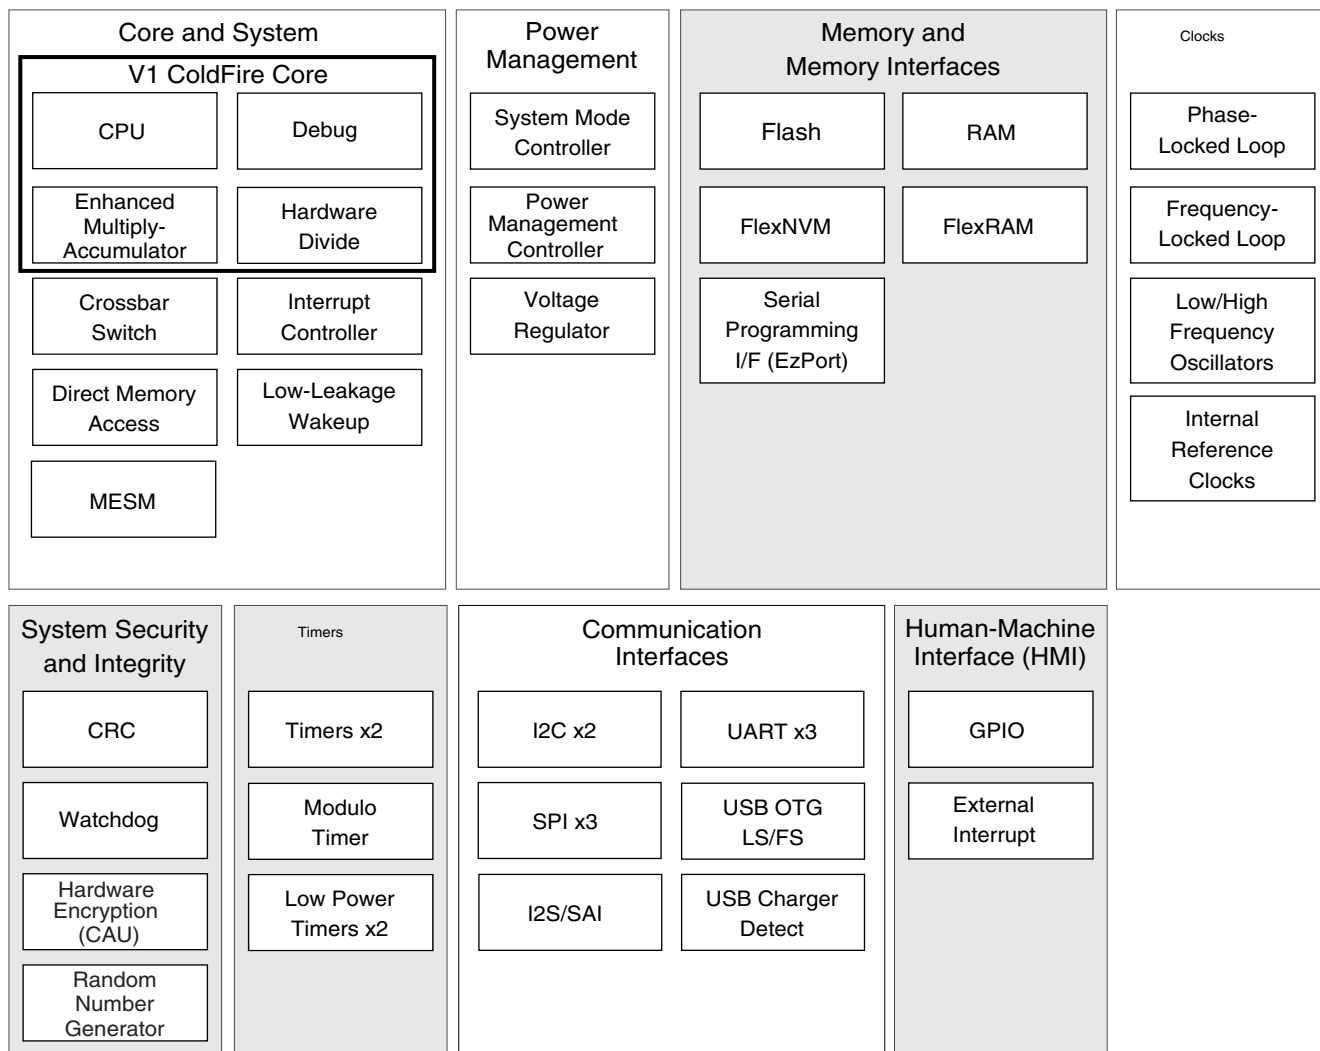 Core and System
V1 ColdFire Core
CPU
Debug
Enhanced
Multiply-
Accumulator
Hardware
Divide
Crossbar
Switch
Interrupt
Controller
Direct Memory
Access
Low-Leakage
Wakeup
MESM
Power
Management
System Mode
Controller
Power
Management
Controller
Voltage
Regulator
Memory and
Memory Interfaces
Flash
RAM
FlexNVM
FlexRAM
Serial
Programming
I/F (EzPort)
Clocks
Phase-
Locked Loop
Frequency-
Locked Loop
Low/High
Frequency
Oscillators
Internal
Reference
Clocks
System Security
and Integrity
CRC
Watchdog
Hardware
Encryption
(CAU)
Random
Number
Generator
Timers
Timers x2
Modulo
Timer
Low Power
Timers x2
Communication
Interfaces
I2C x2
UART x3
SPI x3
USB OTG
LS/FS
I2S/SAI
USB Charger
Detect
Human-Machine
Interface (HMI)
GPIO
External
Interrupt